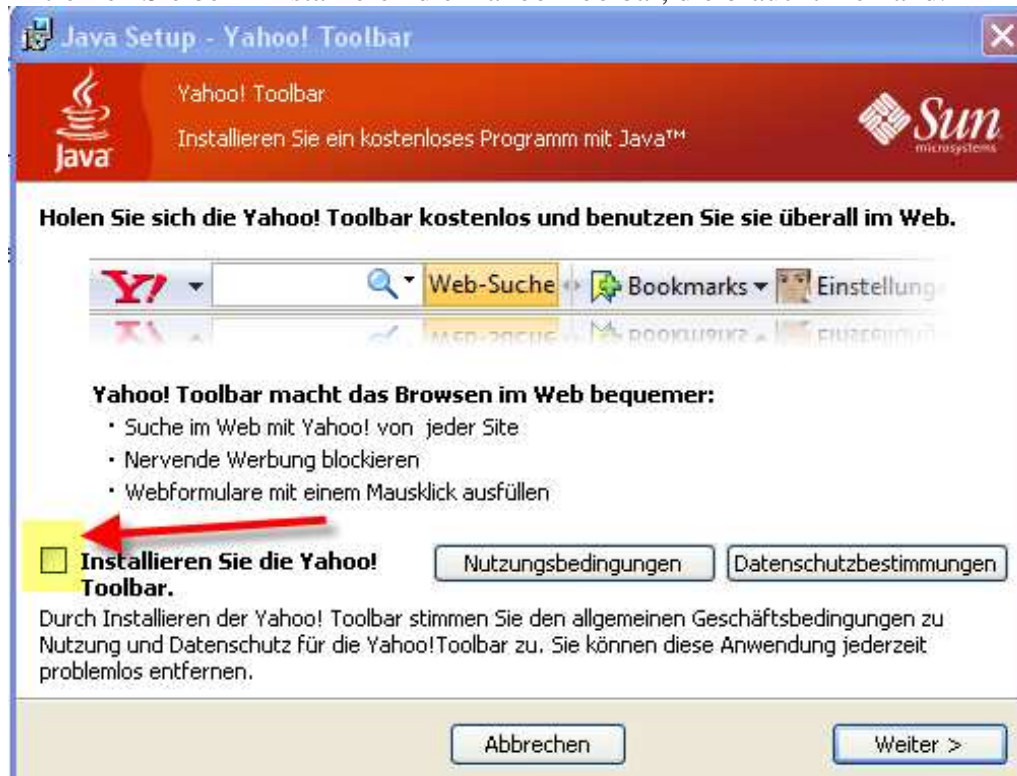 Java Setup - Yahoo! Toolbar
Yahoo! Toolbar
Installieren Sie ein kostenloses Programm mit Java™
Java
Sun
microsystems
Holen Sie sich die Yahoo! Toolbar kostenlos und benutzen Sie sie überall im Web.
Y! Web-Suche Bookmarks Einstellung
Yahoo! Toolbar macht das Browsen im Web bequemer:
· Suche im Web mit Yahoo! von jeder Site
· Nervende Werbung blockieren
· Webformulare mit einem Mausklick ausfüllen
Installieren Sie die Yahoo! Nutzungsbedingungen Datenschutzbestimmungen
Toolbar.
Durch Installieren der Yahoo! Toolbar stimmen Sie den allgemeinen Geschäftsbedingungen zu
Nutzung und Datenschutz für die Yahoo!Toolbar zu. Sie können diese Anwendung jederzeit
problemlos entfernen.
Abbrechen Weiter >